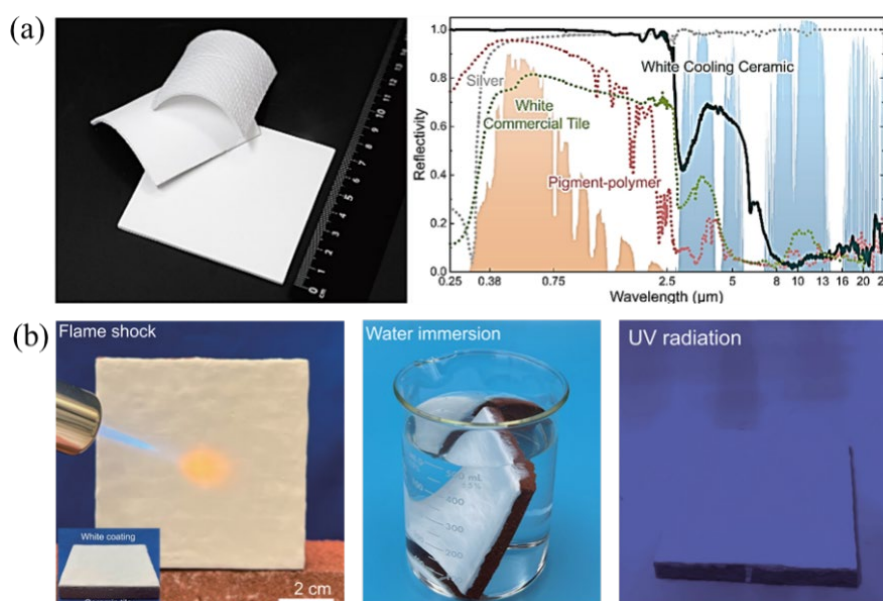 (a)
1.0
0.8
0.6
0.4
0.2
0.0
Reflectivity
Silver
White
Commercial Tile
Pigment-polymer
White Cooling Ceramic
0.25 0.38 0.75 2.5 5 8 10 13 16 20
Wavelength (µm)
(b)
Flame shock
White coating
2 cm
Water immersion
400
300
200
UV radiation